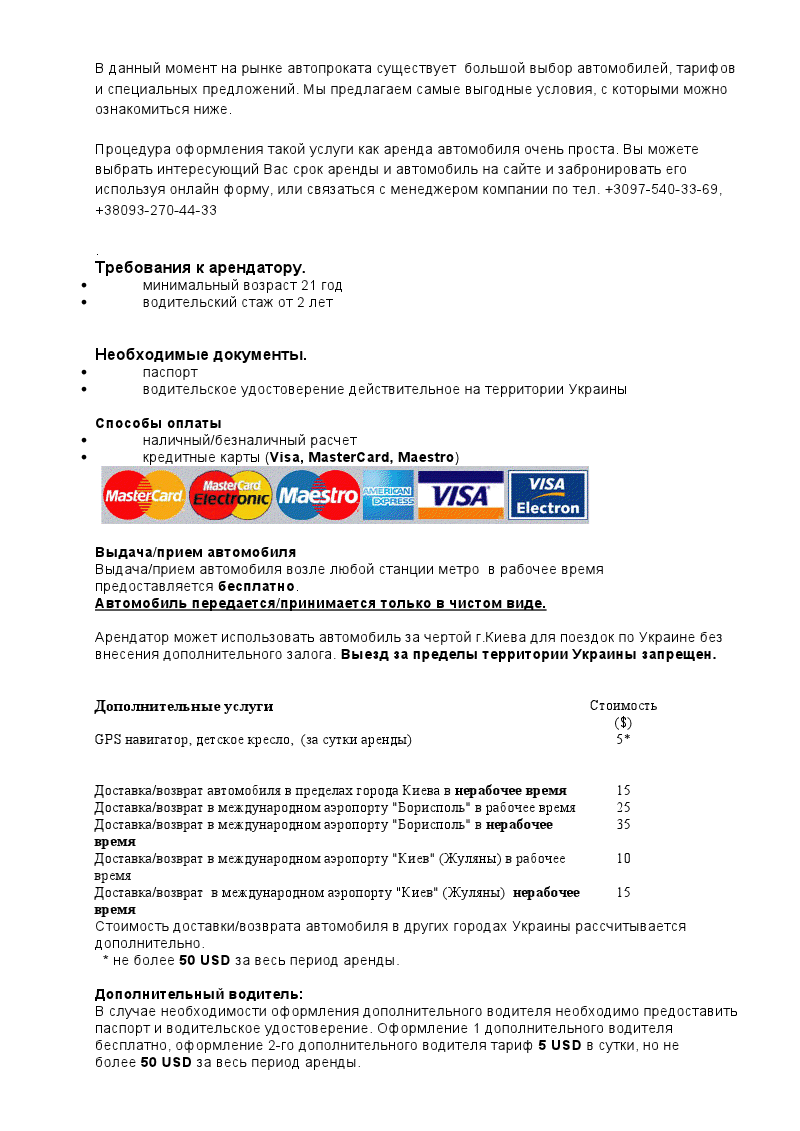 В данный момент на рынке автопроката существует большой выбор автомобилей, тарифов
и специальных предложений. Мы предлагаем самые выгодные условия, с которыми можно
ознакомиться ниже.
Процедура оформления такой услуги как аренда автомобиля очень проста. Вы можете
выбрать интересующий Вас срок аренды и автомобиль на сайте и забронировать его
используя онлайн форму, или связаться с менеджером компании по тел. +3097-540-33-69,
+38093-270-44-33
.
Требования к арендатору.
• минимальный возраст 21 год
• водительский стаж от 2 лет
Необходимые документы.
• паспорт
• водительское удостоверение действительное на территории Украины
Способы оплаты
• наличный/безналичный расчет
• кредитные карты (Visa, MasterCard, Maestro)
MasterCard MasterCard Electronic Maestro AMERICAN EXPRESS VISA VISA Electron
Выдача/прием автомобиля
Выдача/прием автомобиля возле любой станции метро в рабочее время
предоставляется бесплатно.
Автомобиль передается/принимается только в чистом виде.
Арендатор может использовать автомобиль за чертой г.Киева для поездок по Украине без
внесения дополнительного залога. Выезд за пределы территории Украины запрещен.
Дополнительные услуги Стоимость
($)
GPS навигатор, детское кресло, (за сутки аренды) 5*
Доставка/возврат автомобиля в пределах города Киева в нерабочее время 15
Доставка/возврат в международном аэропорту "Борисполь" в рабочее время 25
Доставка/возврат в международном аэропорту "Борисполь" в нерабочее 35
время
Доставка/возврат в международном аэропорту "Киев" (Жуляны) в рабочее 10
время
Доставка/возврат в международном аэропорту "Киев" (Жуляны) нерабочее 15
время
Стоимость доставки/возврата автомобиля в других городах Украины рассчитывается
дополнительно.
* не более 50 USD за весь период аренды.
Дополнительный водитель:
В случае необходимости оформления дополнительного водителя необходимо предоставить
паспорт и водительское удостоверение. Оформление 1 дополнительного водителя
бесплатно, оформление 2-го дополнительного водителя тариф 5 USD в сутки, но не
более 50 USD за весь период аренды.